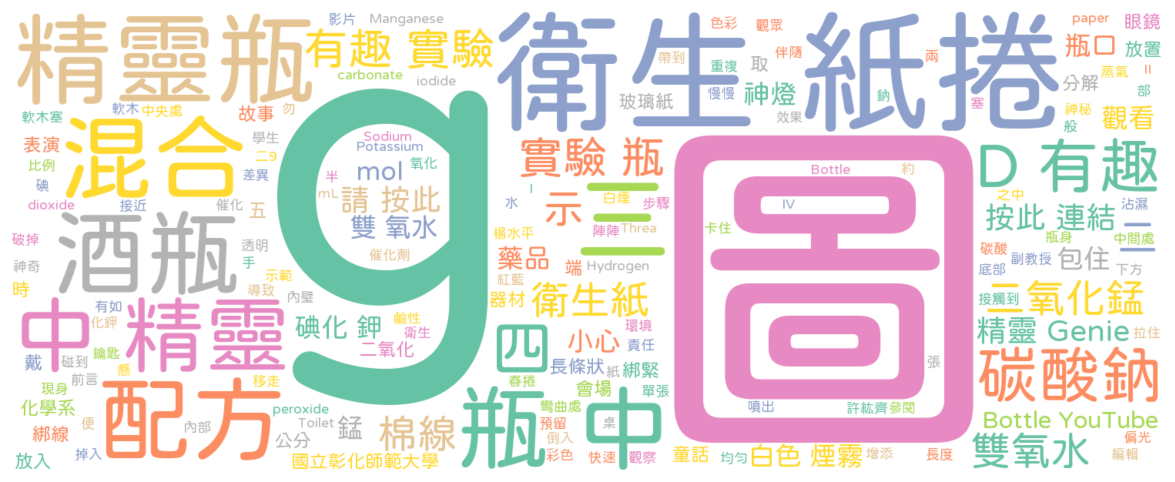 精靈瓶
有趣 實驗
衛生紙捲
影片
Manganese
色彩
觀眾
paper
眼鏡
carbonate
iodide
帶到
重複
伴隨
兩
瓶口
放置
取
分解
蒸氣
II
部
軟木塞
軟木
中央處
故事
勿
玻璃紙
慢慢
神燈
效果
鈉
塞
神秘
般
觀看
混合
g
表演
學生
二9
Sodium
Potassium
實驗 瓶
圖
D 有趣
比例
碘
差異
半
mol
氧化
Bottle
約
之中
dioxide
接近
催化
五
mL
請 按此
水
I
示
三
白煙
步驟
IV
沾濕
酒瓶
雙 氧水
陣陣
Threa
卡住
按此 連結
二
破掉
透明
手
催化劑
楊水平
瓶身
中間處
神奇
示範
藥品
端
Hydrogen
碳酸
副教授
包住
時
導致
內壁
紅藍
底部
下方
中精靈
有如
化鉀
碘化 鉀
鹼性
衛生
器材
衛生紙
接觸到
二氧化錳
戴
碰到
鑰匙
二氧化
四
小心
環境
責任
精靈 Genie
拉住
前言
懸
移走
長條狀
紙
綁緊
張
現身
配方
春捲
會場
單張
碳酸鈉
化學系
peroxide
瓶中
彎曲處
噴出
許紘齊
參閱
綁線
便
內部
Toilet
錳
棉線
預留
桌
Bottle YouTube
放入
掉入
公分
倒入
雙氧水
偏光
國立彰化師範大學
彩色
快速
觀察
童話
均勻
白色 煙霧
增添
長度
編輯